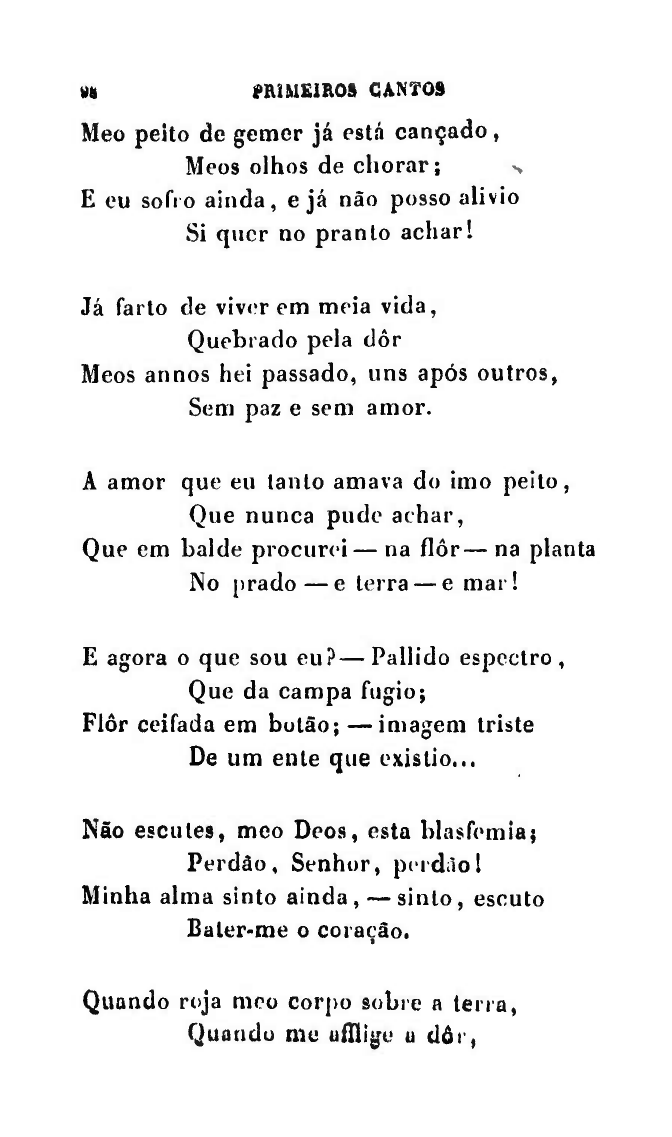 PRIMEIROS CANTOS
Meo peito de gemer já está cançado,
Meos olhos de chorar;
E eu sofro ainda, e já não posso alivio
Si quer no pranto achar!
Já farto de viver em meia vida,
Quebrado pela dôr
Meos annos hei passado, uns após outros,
Sem paz e sem amor.
A amor que eu tanto amava do imo peito,
Que nunca pude achar,
Que em balde procurei — na flôr — na planta
No prado — e terra — e mar!
E agora o que sou eu? — Pallido espectro,
Que da campa fugio;
Flôr ceifada em botão; — imagem triste
De um ente que existio...
Não escutes, meo Deos, esta blasfemia;
Perdão, Senhor, perdão!
Minha alma sinto ainda, — sinto, escuto
Bater-me o coração.
Quando roja meo corpo sobre a terra,
Quando me afflige a dôr,